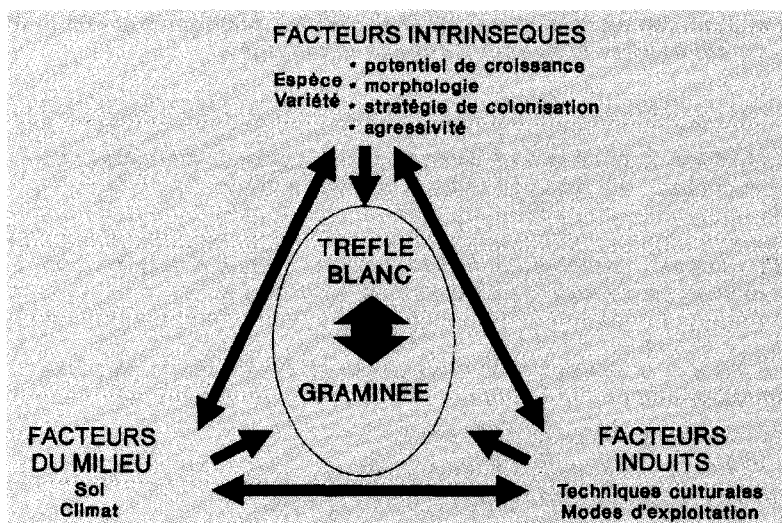 FACTEURS INTRINSEQUES
Espèce • potentiel de croissance
Variété • morphologie
• stratégie de colonisation
• agressivité
TREFLE
BLANC
GRAMINEE
FACTEURS
DU MILIEU
Sol
Climat
FACTEURS
INDUITS
Techniques culturales
Modes d'exploitation